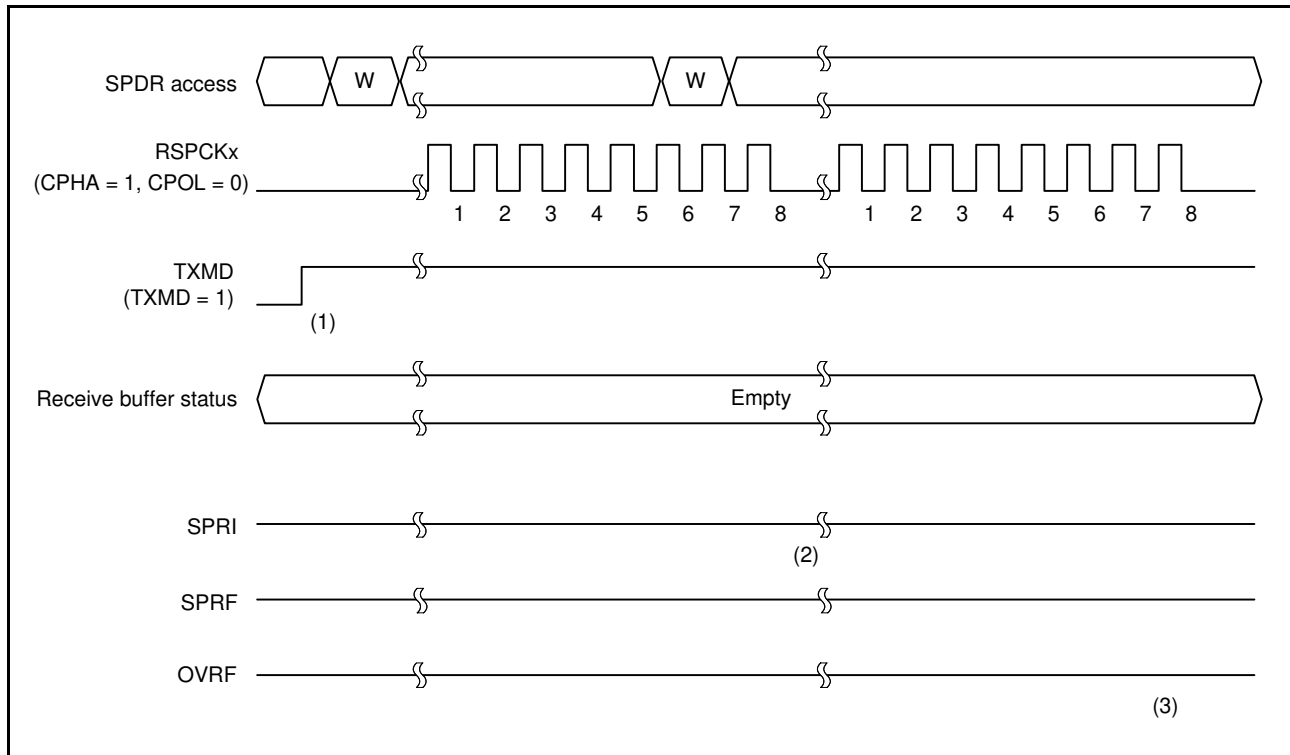 SPDR access
W
W
RSPCKx
(CPHA = 1, CPOL = 0)
1 2 3 4 5 6 7 8 1 2 3 4 5 6 7 8
TXMD
(TXMD = 1)
(1)
Receive buffer status
Empty
SPRI
(2)
SPRF
OVRF
(3)